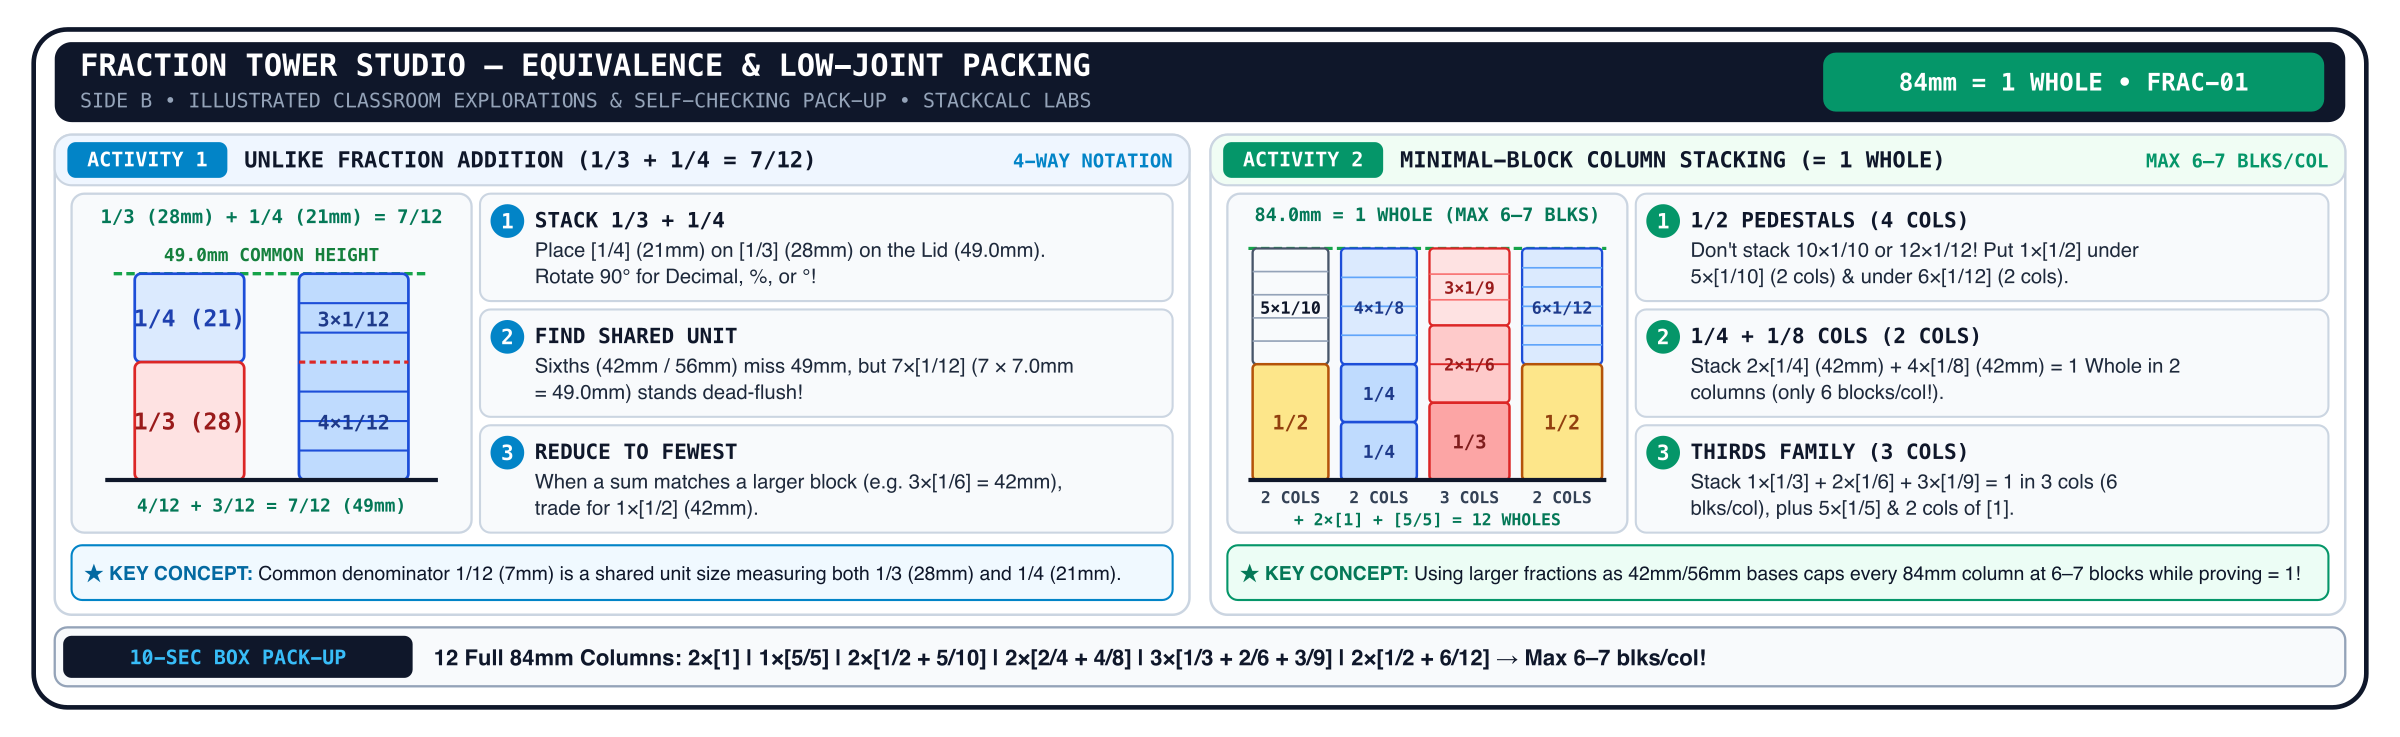 FRACTION TOWER STUDIO — EQUIVALENCE & LOW-JOINT PACKING
SIDE B • ILLUSTRATED CLASSROOM EXPLORATIONS & SELF-CHECKING PACK-UP • STACKCALC LABS
84mm = 1 WHOLE • FRAC-01
ACTIVITY 1
UNLIKE FRACTION ADDITION (1/3 + 1/4 = 7/12)
4-WAY NOTATION
1/3 (28mm) + 1/4 (21mm) = 7/12
49.0mm COMMON HEIGHT
1/4 (21)
3×1/12
1/3 (28)
4×1/12
4/12 + 3/12 = 7/12 (49mm)
1
STACK 1/3 + 1/4
Place [1/4] (21mm) on [1/3] (28mm) on the Lid (49.0mm).
Rotate 90° for Decimal, %, or °!
2
FIND SHARED UNIT
Sixths (42mm / 56mm) miss 49mm, but 7×[1/12] (7 × 7.0mm
= 49.0mm) stands dead-flush!
3
REDUCE TO FEWEST
When a sum matches a larger block (e.g. 3×[1/6] = 42mm),
trade for 1×[1/2] (42mm).
★ KEY CONCEPT: Common denominator 1/12 (7mm) is a shared unit size measuring both 1/3 (28mm) and 1/4 (21mm).
ACTIVITY 2
MINIMAL-BLOCK COLUMN STACKING (= 1 WHOLE)
MAX 6–7 BLKS/COL
84.0mm = 1 WHOLE (MAX 6–7 BLKS)
5×1/10
4×1/8
3×1/9
6×1/12
2×1/6
1/2
1/4
1/4
1/3
1/2
2 COLS
2 COLS
3 COLS
2 COLS
+ 2×[1] + [5/5] = 12 WHOLES
1
1/2 PEDESTALS (4 COLS)
Don't stack 10×1/10 or 12×1/12! Put 1×[1/2] under
5×[1/10] (2 cols) & under 6×[1/12] (2 cols).
2
1/4 + 1/8 COLS (2 COLS)
Stack 2×[1/4] (42mm) + 4×[1/8] (42mm) = 1 Whole in 2
columns (only 6 blocks/col!).
3
THIRDS FAMILY (3 COLS)
Stack 1×[1/3] + 2×[1/6] + 3×[1/9] = 1 in 3 cols (6
blks/col), plus 5×[1/5] & 2 cols of [1].
★ KEY CONCEPT: Using larger fractions as 42mm/56mm bases caps every 84mm column at 6–7 blocks while proving = 1!
10-SEC BOX PACK-UP
12 Full 84mm Columns: 2×[1] | 1×[5/5] | 2×[1/2 + 5/10] | 2×[2/4 + 4/8] | 3×[1/3 + 2/6 + 3/9] | 2×[1/2 + 6/12] → Max 6–7 blks/col!